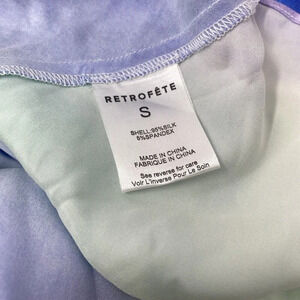 RETROFÊTE
S
SHELL:95%SILK
5%SPANDEX
MADE IN CHINA
FABRIQUE IN CHINA
See reverse for care
Voir L'inverse Pour Le Soin